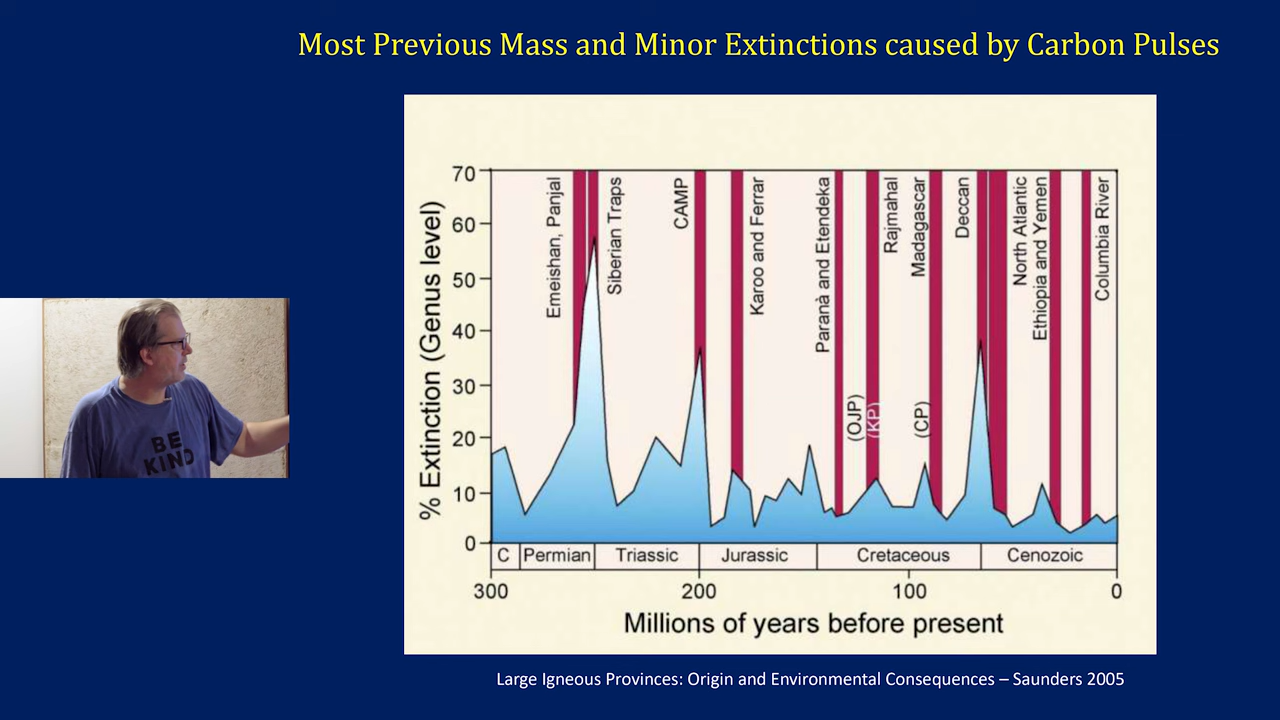 Most Previous Mass and Minor Extinctions caused by Carbon Pulses
% Extinction (Genus level)
70
60
50
40
30
20
10
0
Emeishan, Panjal
Siberian Traps
CAMP
Karoo and Ferrar
Paranà and Etendeka
(OJP)
(KP)
Rajmahal
Madagascar
(CP)
Deccan
North Atlantic
Ethiopia and Yemen
Columbia River
C Permian Triassic Jurassic Cretaceous Cenozoic
300 200 100 0
Millions of years before present
BE
KIND
Large Igneous Provinces: Origin and Environmental Consequences – Saunders 2005